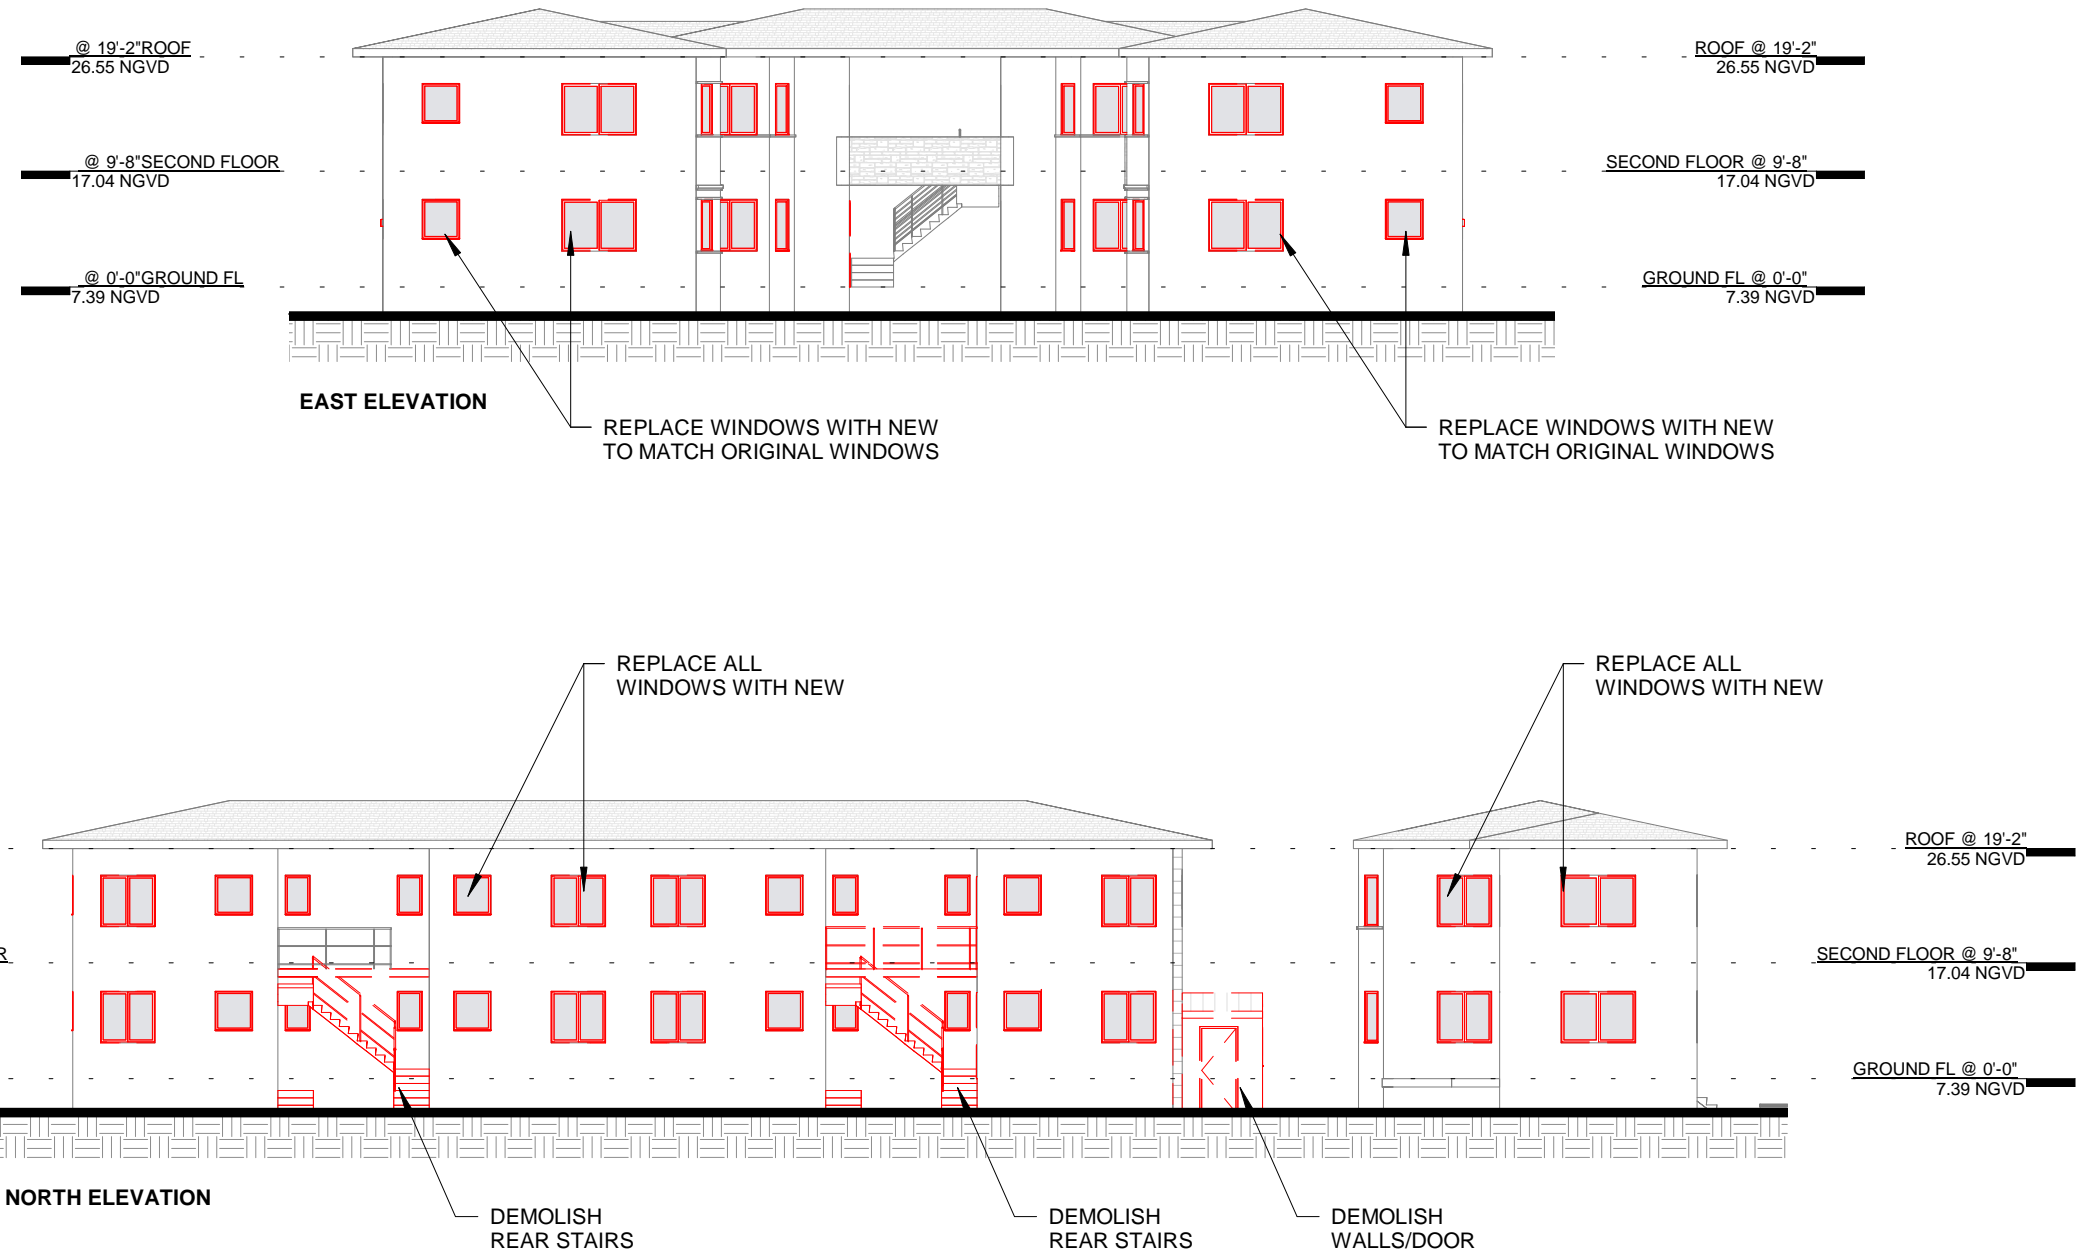 @ 19'-2"ROOF
26.55 NGVD
ROOF @ 19'-2"
26.55 NGVD
@ 9'-8"SECOND FLOOR
17.04 NGVD
SECOND FLOOR @ 9'-8"
17.04 NGVD
@ 0'-0"GROUND FL
7.39 NGVD
GROUND FL @ 0'-0"
7.39 NGVD
EAST ELEVATION
REPLACE WINDOWS WITH NEW
TO MATCH ORIGINAL WINDOWS
REPLACE WINDOWS WITH NEW
TO MATCH ORIGINAL WINDOWS
REPLACE ALL
WINDOWS WITH NEW
REPLACE ALL
WINDOWS WITH NEW
ROOF @ 19'-2"
26.55 NGVD
R
SECOND FLOOR @ 9'-8"
17.04 NGVD
GROUND FL @ 0'-0"
7.39 NGVD
NORTH ELEVATION
DEMOLISH
REAR STAIRS
DEMOLISH
REAR STAIRS
DEMOLISH
WALLS/DOOR